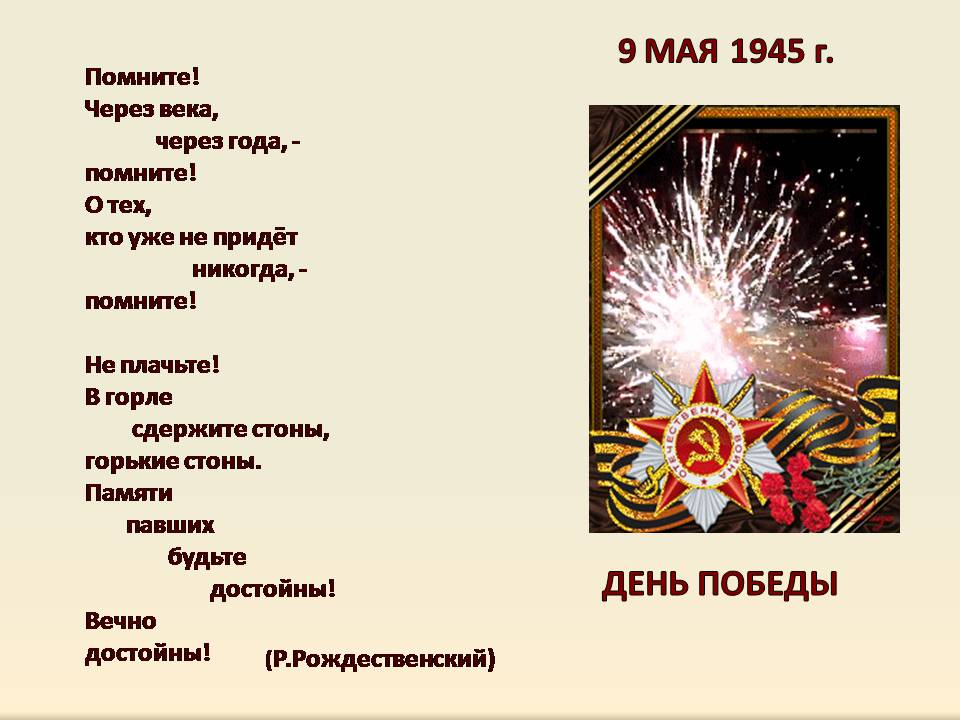 Помните!
Через века,
через года, -
помните!
О тех,
кто уже не придёт
никогда, -
помните!
Не плачьте!
В горле
сдержите стоны,
горькие стоны.
Памяти
павших
будьте
достойны!
Вечно
достойны!
(Р.Рождественский)
9 МАЯ 1945 г.
ОТЕЧЕСТВЕННАЯ ВОЙНА
ДЕНЬ ПОБЕДЫ